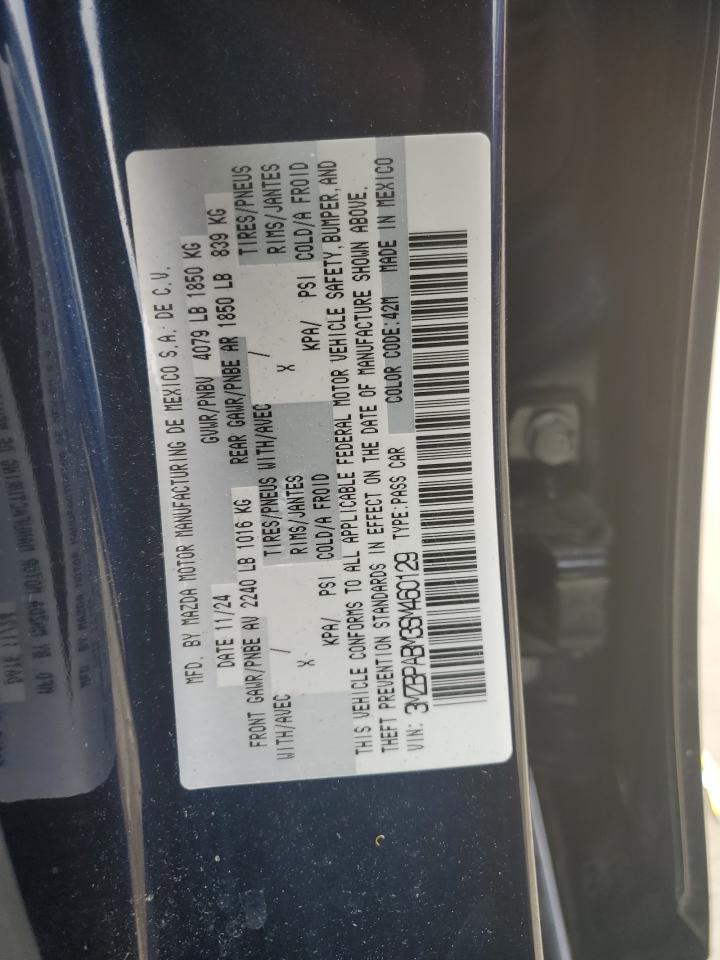 MFD. BY MAZDA MOTOR MANUFACTURING DE MEXICO S.A. DE C.V.
DATE 11/24 GVWR/PNBV 4079 LB 1850 KG
FRONT GAWR/PNBE AV 2240 LB 1016 KG REAR GAWR/PNBE AR 1850 LB 839 KG
WITH/AVEC / TIRES/PNEUS WITH/AVEC / TIRES/PNEUS
X RIMS/JANTES X RIMS/JANTES
KPA/ PSI COLD/A FROID KPA/ PSI COLD/A FROID
THIS VEHICLE CONFORMS TO ALL APPLICABLE FEDERAL MOTOR VEHICLE SAFETY, BUMPER, AND
THEFT PREVENTION STANDARDS IN EFFECT ON THE DATE OF MANUFACTURE SHOWN ABOVE.
VIN: 3MZBPABM3SM460129 TYPE:PASS CAR COLOR CODE:42M MADE IN MEXICO